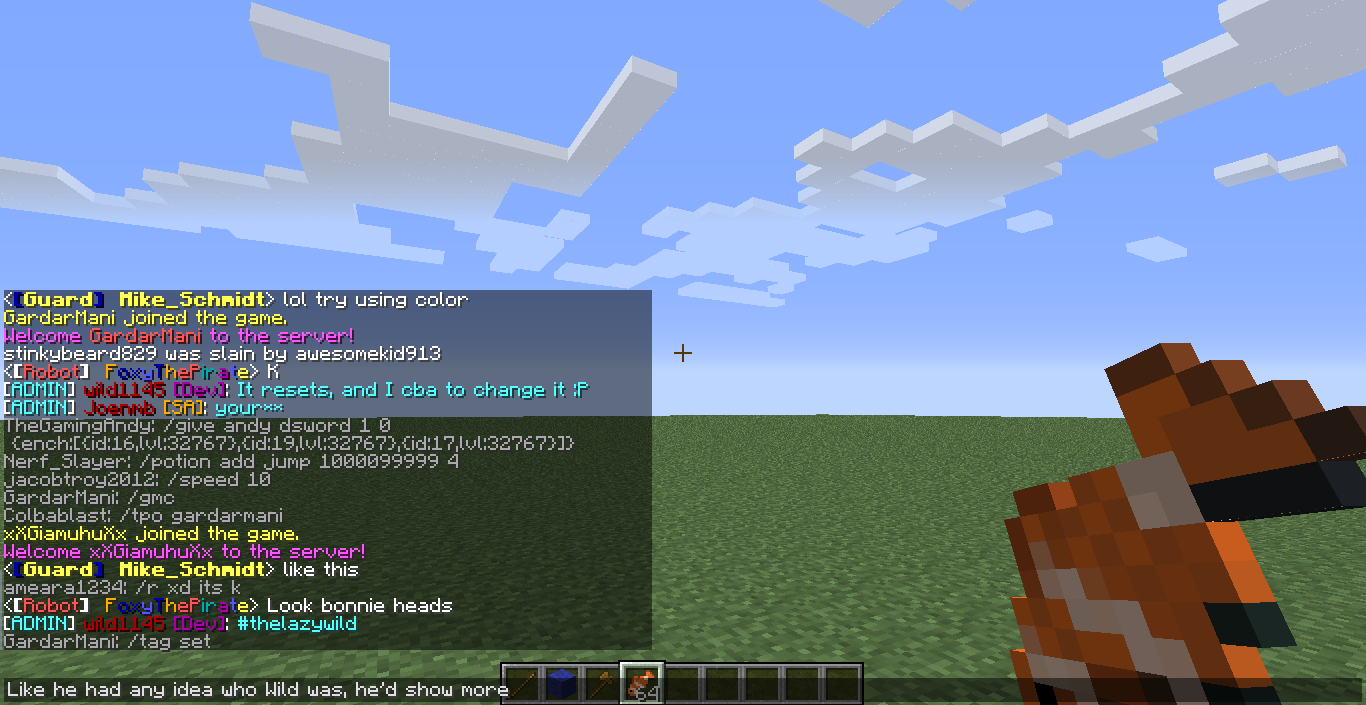 <[Guard] Mike_Schmidt> lol try using color
GardarMani joined the game.
Welcome GardarMani to the server!
stinkybeard829 was slain by awesomekid913
<[Robot] FoxyThePirate> K
[ADMIN] wild1145 [Dev]: It resets, and I cba to change it :P
[ADMIN] Joenmb [SA]: your**
TheGamingAndy: /give andy dsword 1 0
{ench:[{id:16,lvl:32767},{id:19,lvl:32767},{id:17,lvl:32767}]}
Nerf_Slayer: /potion add jump 1000099999 4
jacobtroy2012: /speed 10
GardarMani: /gmc
Colbablast: /tpo gardarmani
xXGiamuhuXx joined the game.
Welcome xXGiamuhuXx to the server!
<[Guard] Mike_Schmidt> like this
ameara1234: /r xd its k
<[Robot] FoxyThePirate> Look bonnie heads
[ADMIN] wild1145 [Dev]: #thelazywild
GardarMani: /tag set
64
Like he had any idea who Wild was, he'd show more